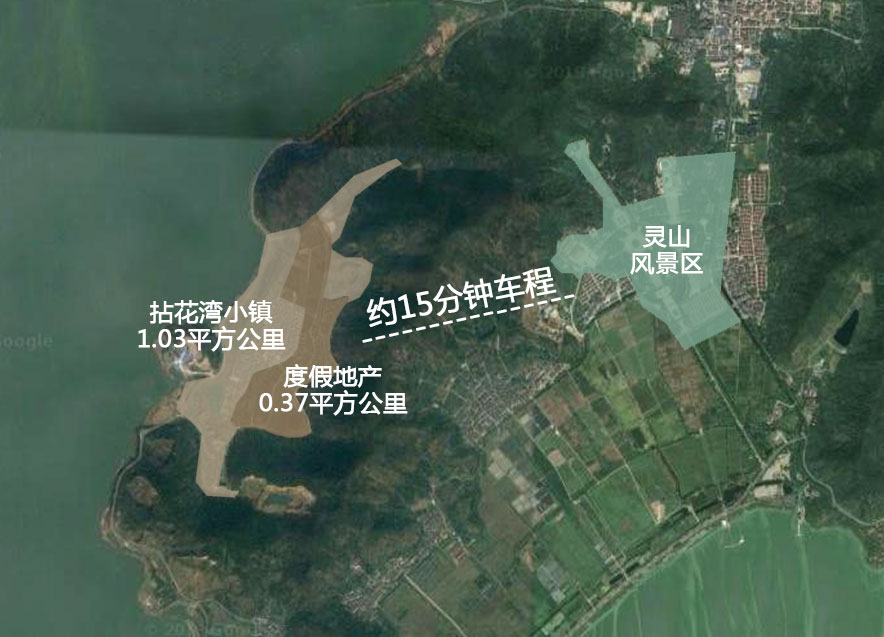 灵山
风景区
约15分钟车程
拈花湾小镇
1.03平方公里
度假地产
0.37平方公里
Google